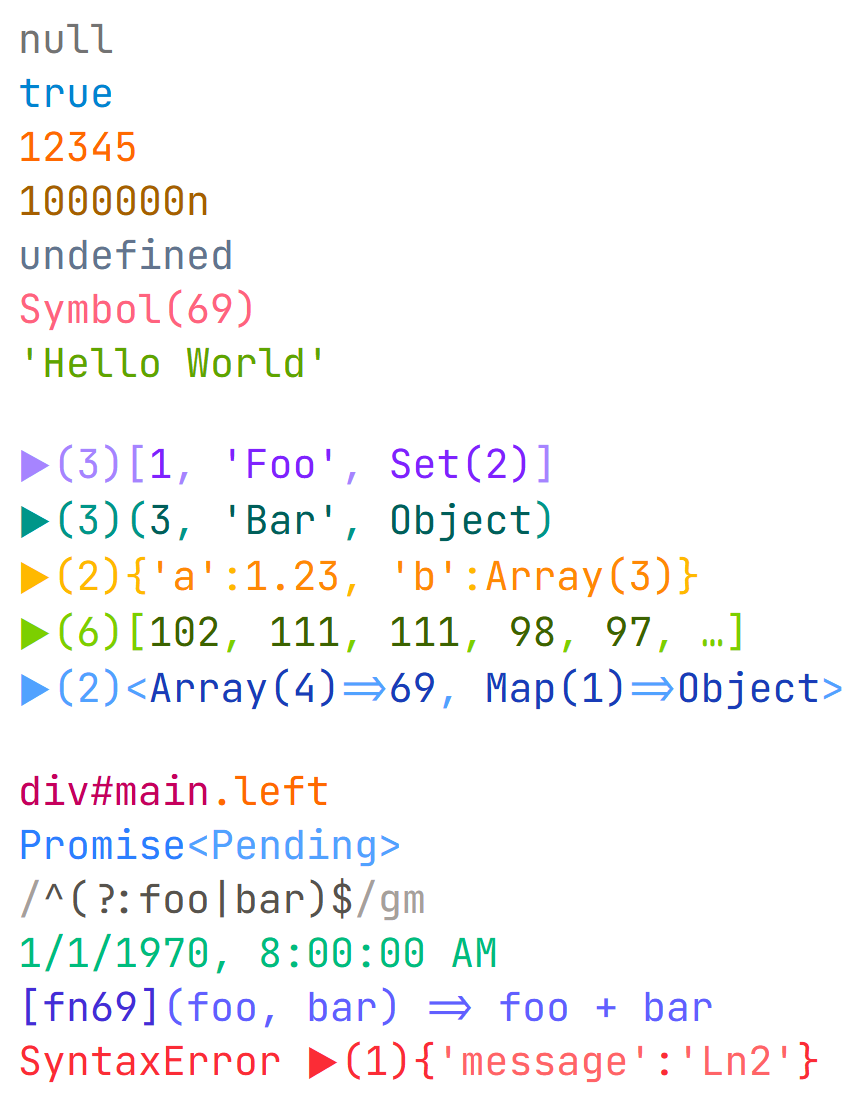 null
true
12345
1000000n
undefined
Symbol(69)
'Hello World'
▶(3)[1, 'Foo', Set(2)]
▶(3)(3, 'Bar', Object)
▶(2){'a':1.23, 'b':Array(3)}
▶(6)[102, 111, 111, 98, 97, …]
▶(2)<Array(4)⇒69, Map(1)⇒Object>
div#main.left
Promise<Pending>
/^(?:foo|bar)$/gm
1/1/1970, 8:00:00 AM
[fn69](foo, bar) ⇒ foo + bar
SyntaxError ▶(1){'message':'Ln2'}